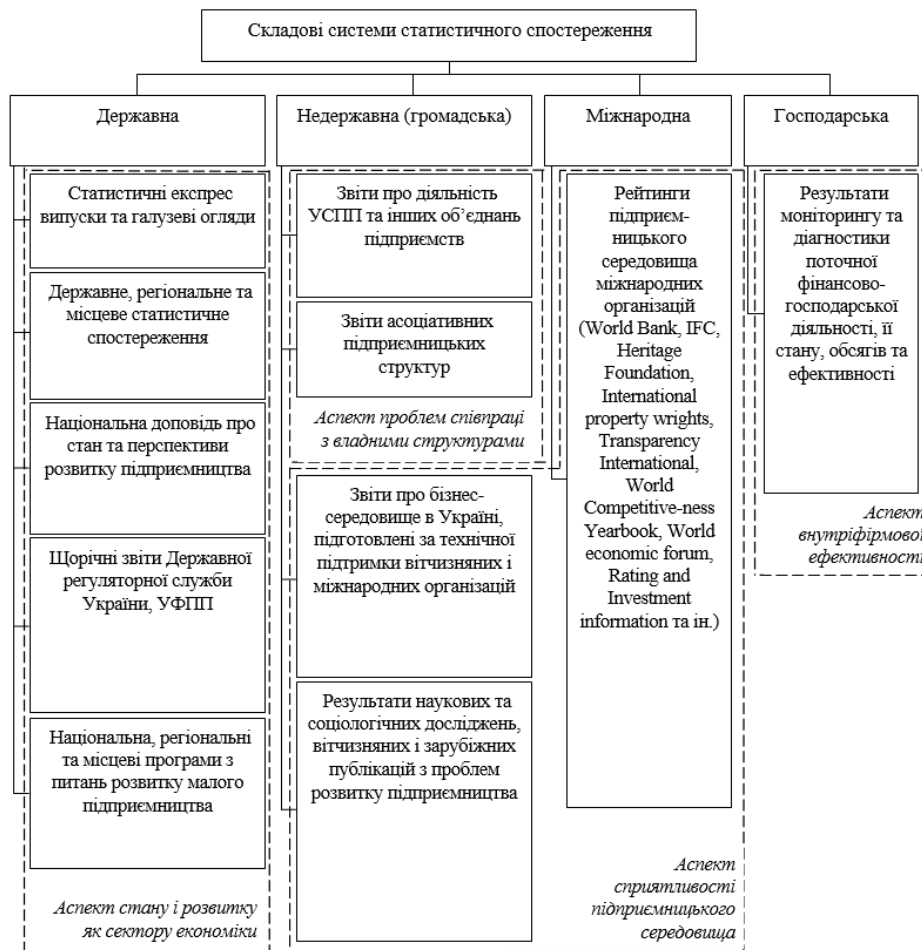 Складові системи статистичного спостереження
Державна
Недержавна (громадська)
Міжнародна
Господарська
Статистичні експрес
випуски та галузеві огляди
Державне, регіональне та
місцеве статистичне
спостереження
Національна доповідь про
стан та перспективи
розвитку підприємництва
Щорічні звіти Державної
регуляторної служби
України, УФПП
Національна, регіональні
та місцеві програми з
питань розвитку малого
підприємництва
Аспект стану і розвитку
як сектору економіки
Звіти про діяльність
УСПП та інших об’єднань
підприємств
Звіти асоціативних
підприємницьких
структур
Аспект проблем співпраці
з владними структурами
Звіти про бізнес-
середовище в Україні,
підготовлені за технічної
підтримки вітчизняних і
міжнародних організацій
Результати наукових та
соціологічних досліджень,
вітчизняних і зарубіжних
публікацій з проблем
розвитку підприємництва
Рейтинги
підприєм-
ницького
середовища
міжнародних
організацій
(World Bank, IFC,
Heritage
Foundation,
International
property wrights,
Transparency
International,
World
Competitive-ness
Yearbook, World
economic forum,
Rating and
Investment
information та ін.)
Аспект
сприятливості
підприємницького
середовища
Результати
моніторингу та
діагностики
поточної
фінансово-
господарської
діяльності, її
стану, обсягів та
ефективності
Аспект
внутріфірмової
ефективності